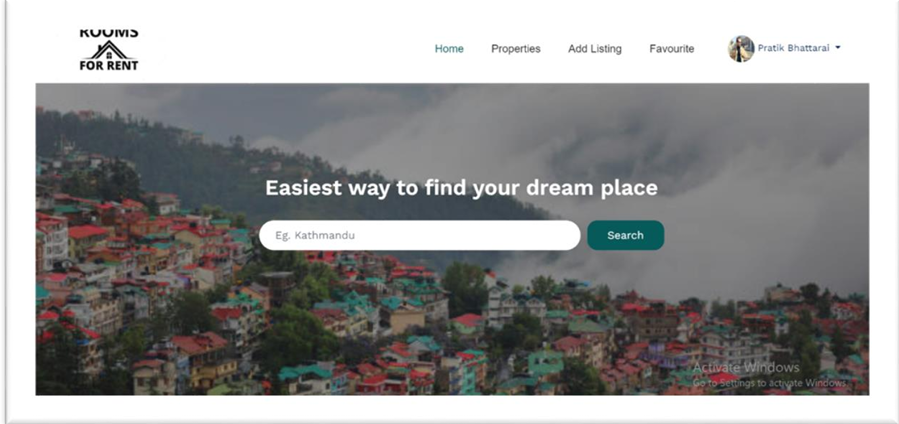 ROOMS
FOR RENT
Home Properties Add Listing Favourite Pratik Bhattarai
Easiest way to find your dream place
Eg. Kathmandu Search
Activate Windows
Go to Settings to activate Windows.